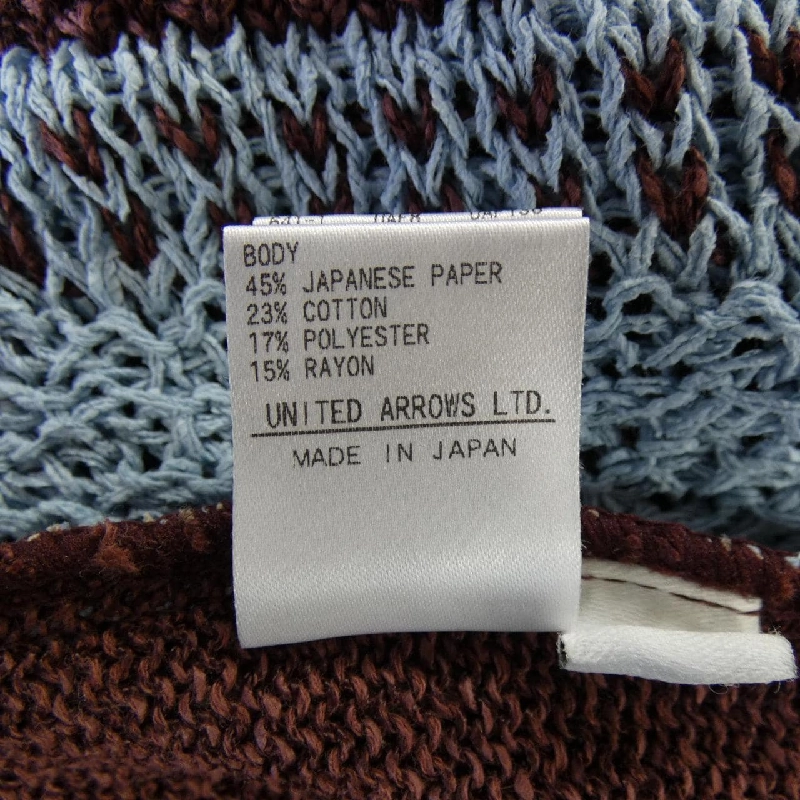 BODY
45% JAPANESE PAPER
23% COTTON
17% POLYESTER
15% RAYON
UNITED ARROWS LTD.
MADE IN JAPAN